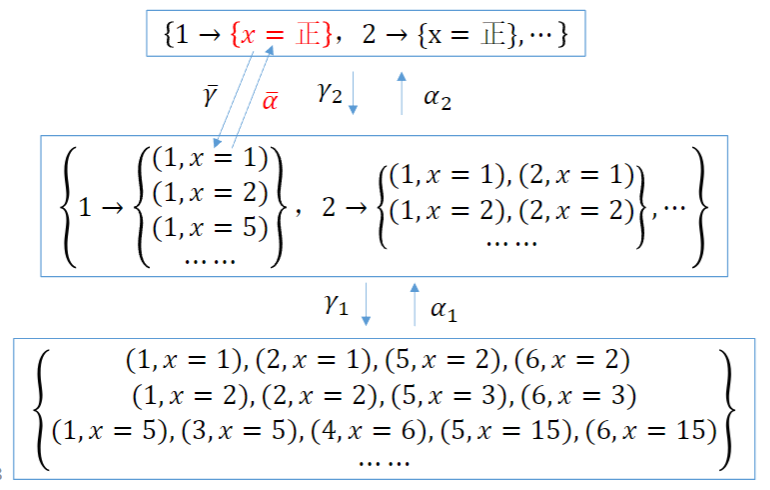 {1 → {x = 正}, 2 → {x = 正}, ⋯ }
γ̄ ᾱ γ₂ α₂
{ 1 → { (1, x = 1) (1, x = 2) (1, x = 5) …… }, 2 → { (1, x = 1), (2, x = 1) (1, x = 2), (2, x = 2) …… }, ⋯ }
γ₁ α₁
(1, x = 1), (2, x = 1), (5, x = 2), (6, x = 2)
(1, x = 2), (2, x = 2), (5, x = 3), (6, x = 3)
(1, x = 5), (3, x = 5), (4, x = 6), (5, x = 15), (6, x = 15)
……